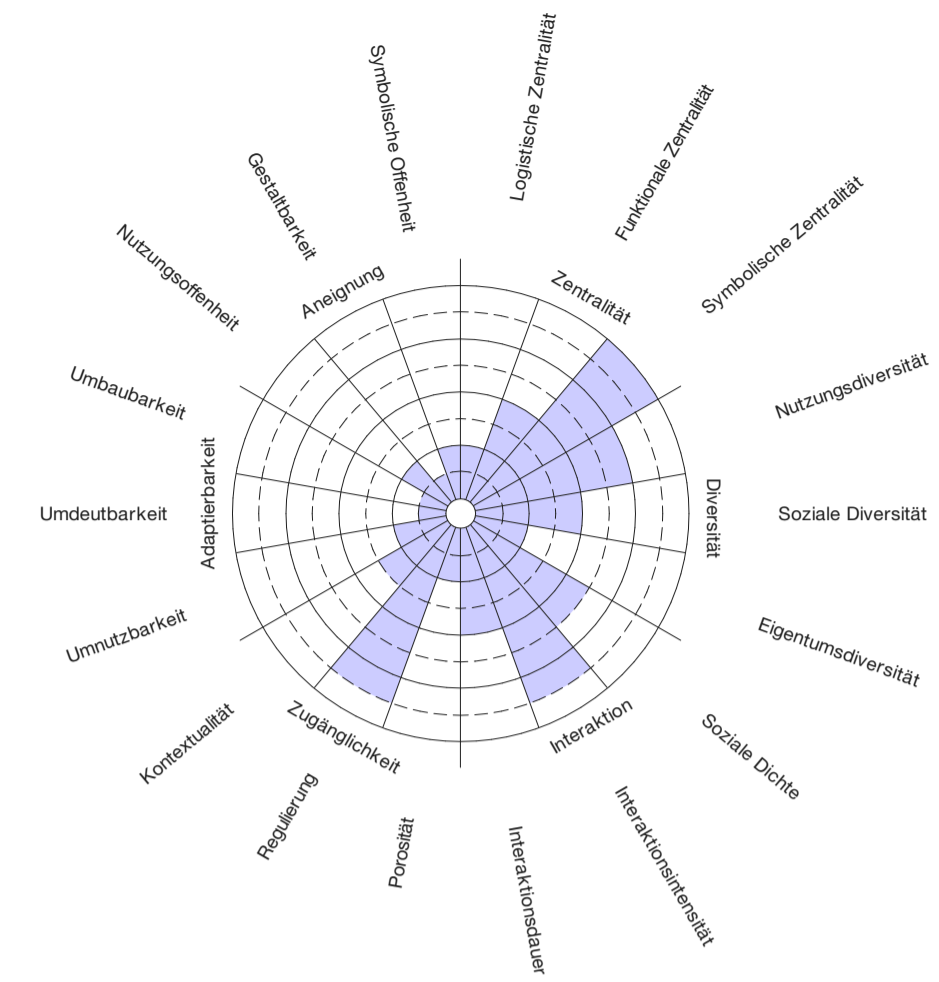 Logistische Zentralität
Funktionale Zentralität
Symbolische Zentralität
Nutzungsdiversität
Soziale Diversität
Eigentumsdiversität
Soziale Dichte
Interaktionsintensität
Interaktionsdauer
Porosität
Regulierung
Kontextualität
Umnutzbarkeit
Umdeutbarkeit
Umbaubarkeit
Nutzungsoffenheit
Gestaltbarkeit
Symbolische Offenheit
Zentralität
Diversität
Interaktion
Zugänglichkeit
Adaptierbarkeit
Aneignung